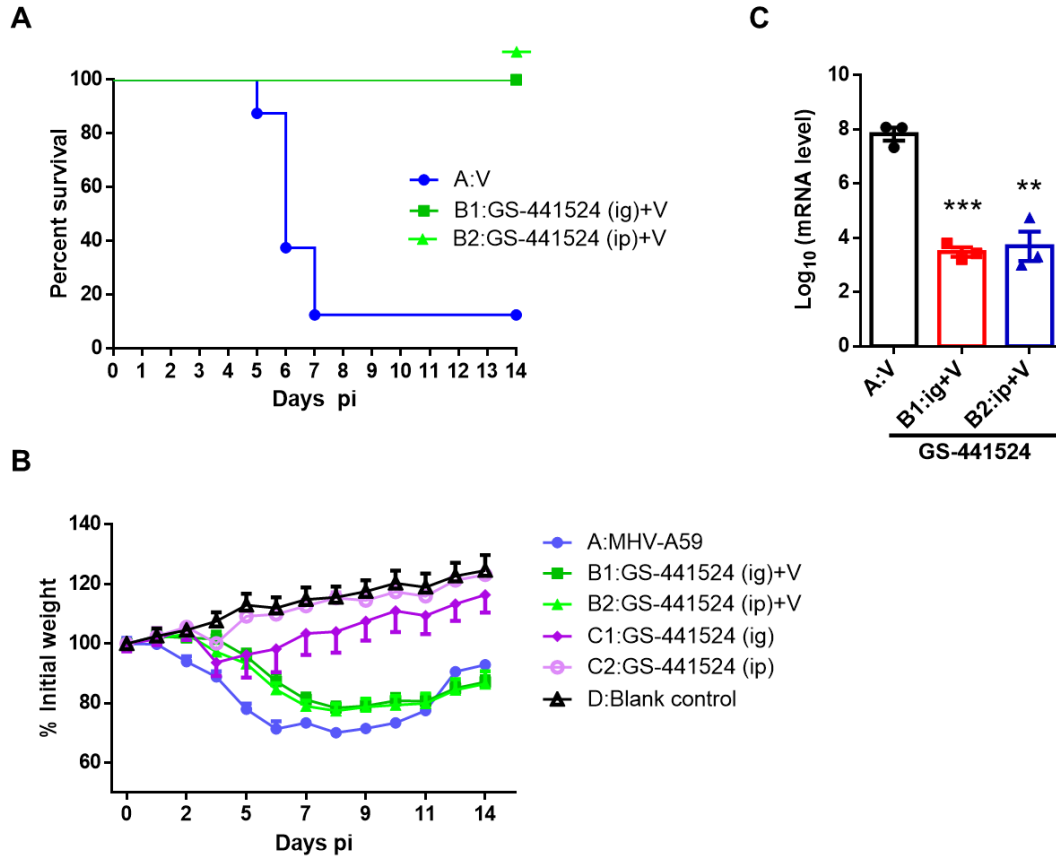 A
Percent survival
100
80
60
40
20
0
0 1 2 3 4 5 6 7 8 9 10 11 12 13 14
Days pi
A:V
B1:GS-441524 (ig)+V
B2:GS-441524 (ip)+V
C
Log10 (mRNA level)
10
8
6
4
2
0
***
**
A:V
B1:ig+V
B2:ip+V
GS-441524
B
% Initial weight
140
120
100
80
60
0 2 5 7 9 11 14
Days pi
A:MHV-A59
B1:GS-441524 (ig)+V
B2:GS-441524 (ip)+V
C1:GS-441524 (ig)
C2:GS-441524 (ip)
D:Blank control